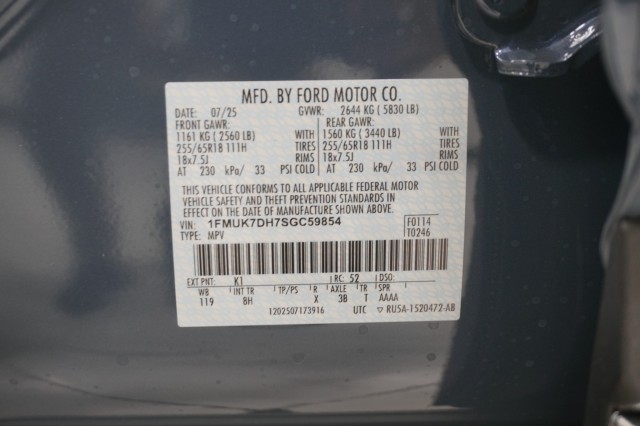 MFD. BY FORD MOTOR CO.
DATE: 07/25 GVWR: 2644 KG ( 5830 LB)
FRONT GAWR: REAR GAWR:
1161 KG ( 2560 LB) WITH 1560 KG ( 3440 LB) WITH
255/65R18 111H TIRES 255/65R18 111H TIRES
18x7.5J RIMS 18x7.5J RIMS
AT 230 kPa/ 33 PSI COLD AT 230 kPa/ 33 PSI COLD
THIS VEHICLE CONFORMS TO ALL APPLICABLE FEDERAL MOTOR
VEHICLE SAFETY AND THEFT PREVENTION STANDARDS IN
EFFECT ON THE DATE OF MANUFACTURE SHOWN ABOVE.
VIN: 1FMUK7DH7SGC59854 F0114
TYPE: MPV T0246
EXT PNT: K1 RC: 52 DSO:
WB INT TR TP/PS R AXLE TR SPR
119 8H X 3B T AAAA
1202507173916 UTC ▽ RU5A-1520472-AB